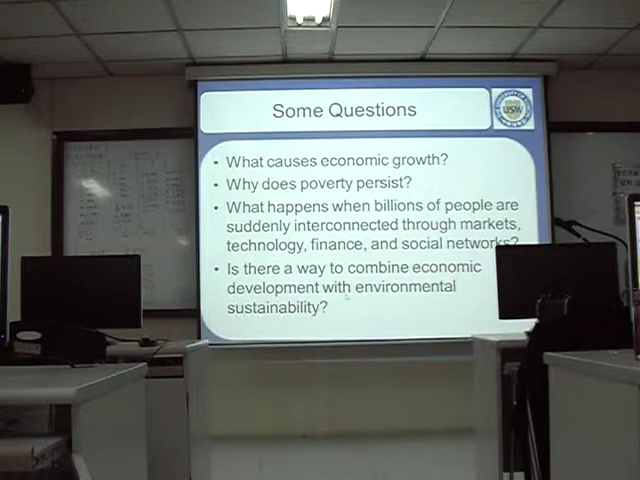 Some Questions
USW
• What causes economic growth?
• Why does poverty persist?
• What happens when billions of people are
suddenly interconnected through markets,
technology, finance, and social networks?
• Is there a way to combine economic
development with environmental
sustainability?